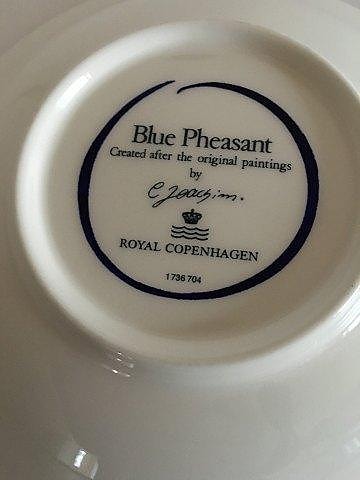 Blue Pheasant
Created after the original paintings
by
C Joachim.
ROYAL COPENHAGEN
1736 704